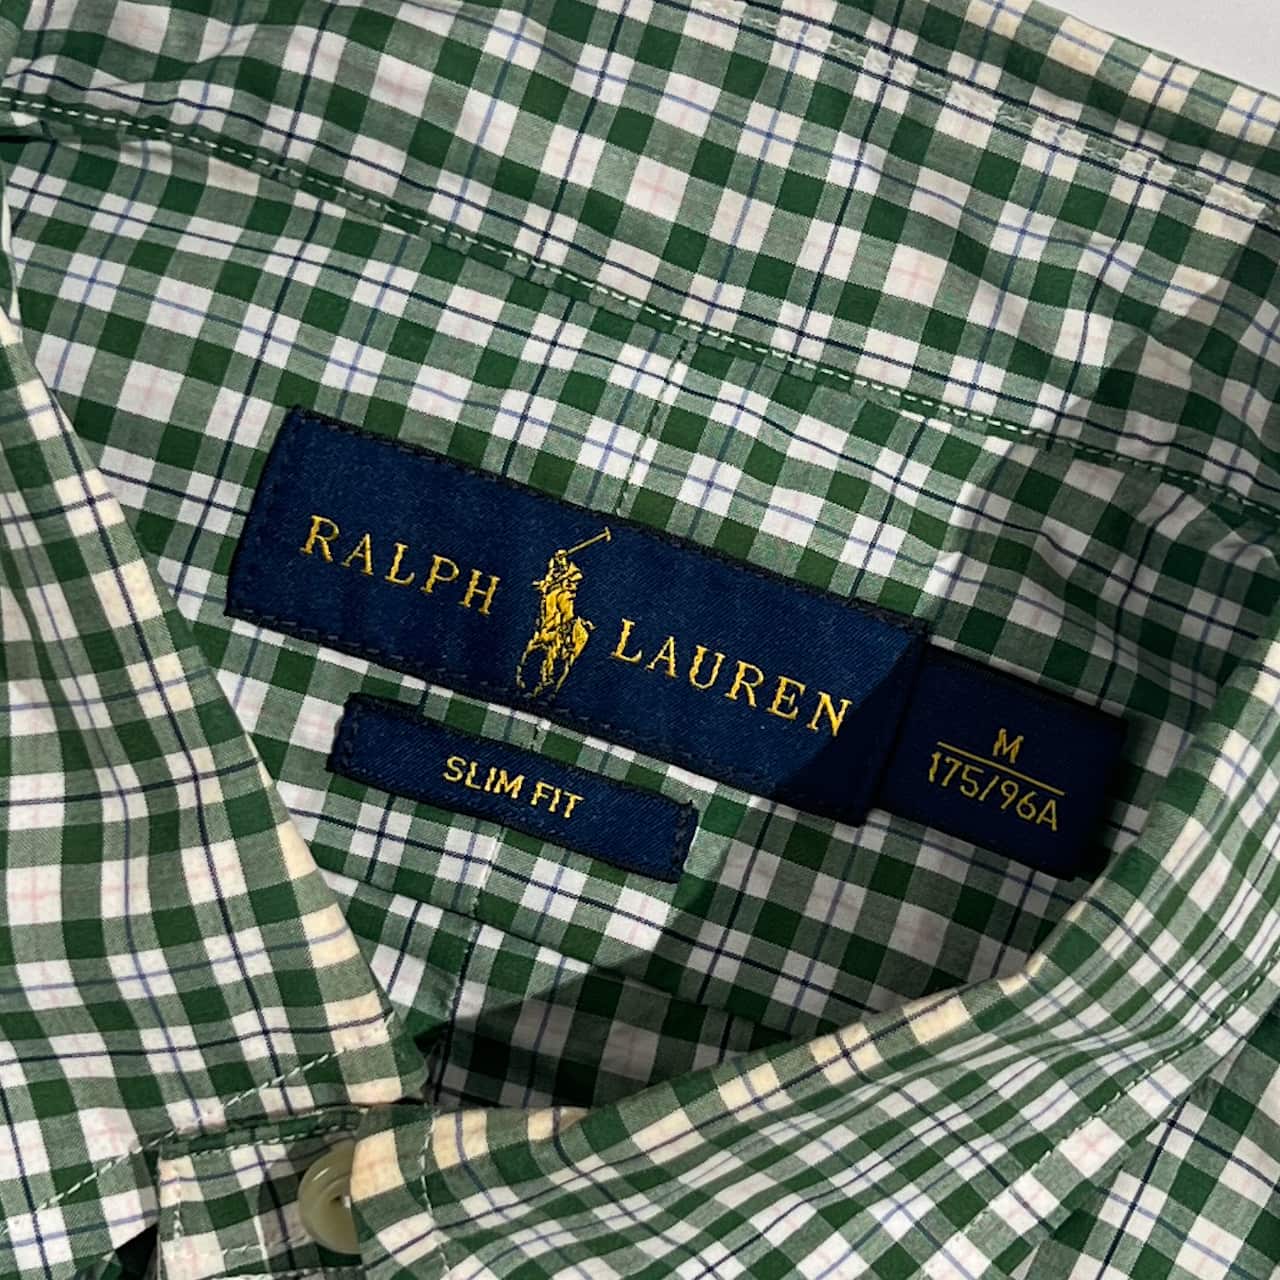 RALPH LAUREN
M
175/96A
SLIM FIT